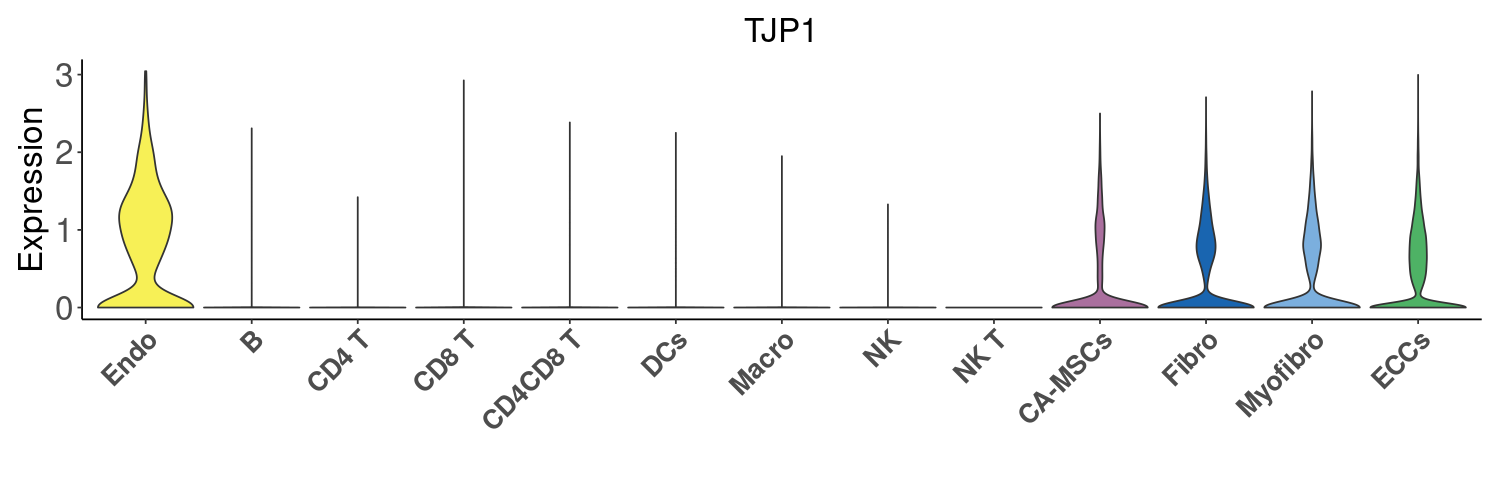 TJP1
Expression
3
2
1
0
Endo
B
CD4 T
CD8 T
CD4CD8 T
DCs
Macro
NK
NK T
CA-MSCs
Fibro
Myofibro
ECCs